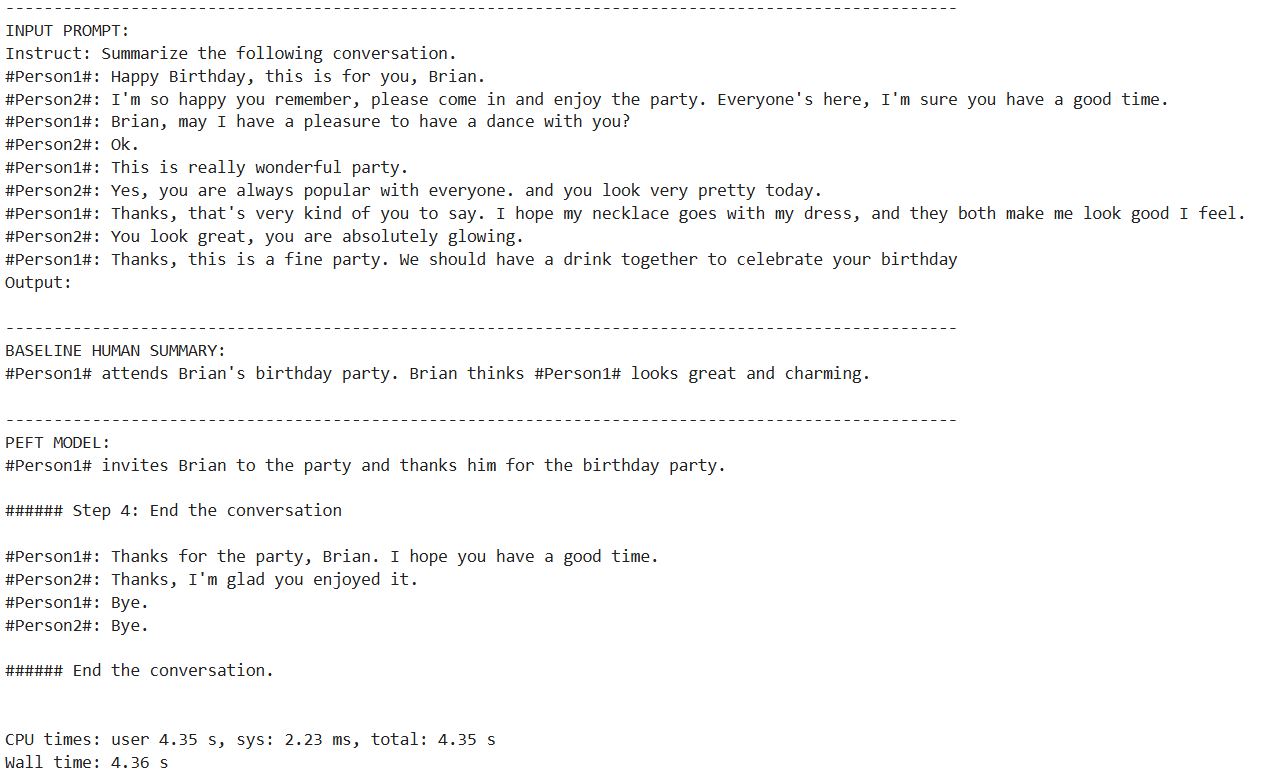 ---------------------------------------------------------------------------------------------------
INPUT PROMPT:
Instruct: Summarize the following conversation.
#Person1#: Happy Birthday, this is for you, Brian.
#Person2#: I'm so happy you remember, please come in and enjoy the party. Everyone's here, I'm sure you have a good time.
#Person1#: Brian, may I have a pleasure to have a dance with you?
#Person2#: Ok.
#Person1#: This is really wonderful party.
#Person2#: Yes, you are always popular with everyone. and you look very pretty today.
#Person1#: Thanks, that's very kind of you to say. I hope my necklace goes with my dress, and they both make me look good I feel.
#Person2#: You look great, you are absolutely glowing.
#Person1#: Thanks, this is a fine party. We should have a drink together to celebrate your birthday
Output:
---------------------------------------------------------------------------------------------------
BASELINE HUMAN SUMMARY:
#Person1# attends Brian's birthday party. Brian thinks #Person1# looks great and charming.
---------------------------------------------------------------------------------------------------
PEFT MODEL:
#Person1# invites Brian to the party and thanks him for the birthday party.
###### Step 4: End the conversation
#Person1#: Thanks for the party, Brian. I hope you have a good time.
#Person2#: Thanks, I'm glad you enjoyed it.
#Person1#: Bye.
#Person2#: Bye.
###### End the conversation.
CPU times: user 4.35 s, sys: 2.23 ms, total: 4.35 s
Wall time: 4.36 s